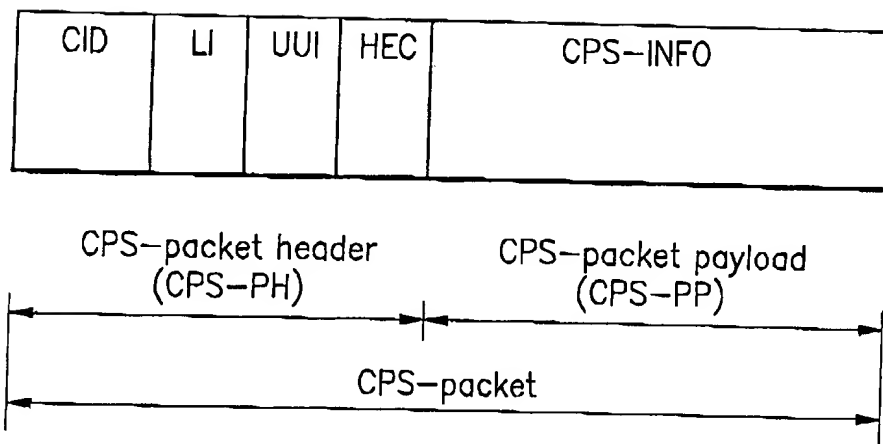 CID LI UUI HEC CPS-INFO
CPS-packet header
(CPS-PH)
CPS-packet payload
(CPS-PP)
CPS-packet